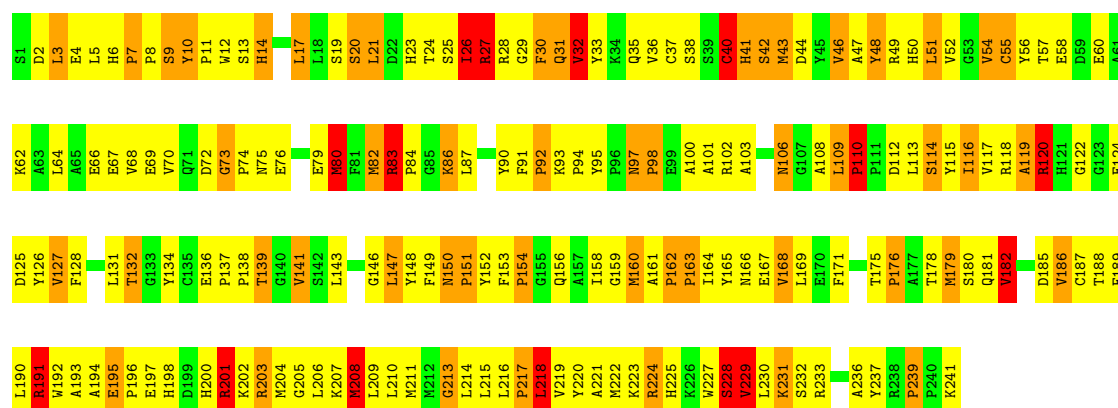 S1 D2 L3 E4 L5 H6 P7 P8 S9 Y10 P11 W12 S13 H14 L17 L18 S19 S20 L21 D22 H23 T24 S25 I26 R27 R28 G29 F30 Q31 V32 Y33 K34 Q35 V36 C37 S38 S39 C40 H41 S42 M43 D44 Y45 V46 A47 Y48 R49 H50 L51 V52 G53 V54 C55 Y56 T57 E58 D59 E60 A61
K62 A63 L64 A65 E66 E67 V68 E69 V70 Q71 D72 G73 P74 N75 E76 E79 M80 F81 M82 R83 P84 G85 K86 L87 Y90 F91 P92 K93 P94 Y95 P96 N97 P98 E99 A100 A101 R102 A103 N106 G107 A108 L109 P110 P111 D112 L113 S114 Y115 I116 V117 R118 A119 R120 H121 G122 G123 E124
D125 Y126 V127 F128 L131 T132 G133 Y134 C135 E136 P137 P138 T139 G140 V141 S142 L143 G146 L147 Y148 F149 N150 P151 Y152 F153 P154 G155 Q156 A157 I158 G159 M160 A161 P162 P163 I164 Y165 N166 E167 V168 L169 E170 F171 T175 P176 A177 T178 M179 S180 Q181 V182 D185 V186 C187 T188 F189
L190 R191 W192 A193 A194 E195 P196 E197 H198 D199 H200 R201 K202 R203 M204 G205 L206 K207 M208 L209 L210 M211 M212 G213 L214 L215 L216 P217 L218 V219 Y220 A221 M222 K223 R224 H225 K226 W227 S228 V229 L230 K231 S232 R233 A236 Y237 R238 P239 P240 K241